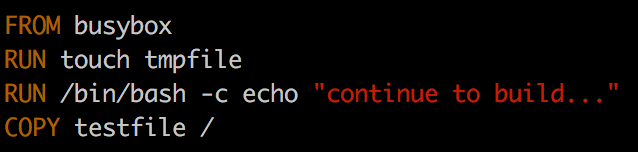 FROM busybox
RUN touch tmpfile
RUN /bin/bash -c echo "continue to build..."
COPY testfile /